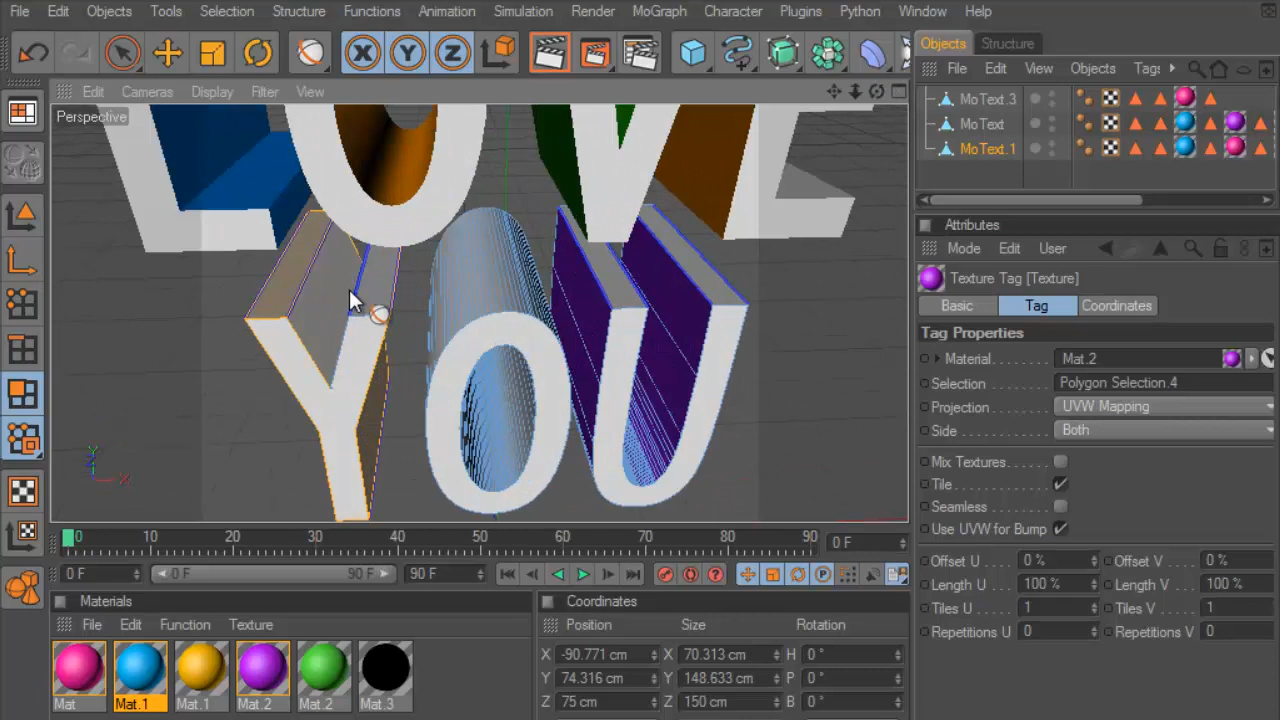 File Edit Objects Tools Selection Structure Functions Animation Simulation Render MoGraph Character Plugins Python Window Help
X Y Z
Objects Structure
File Edit View Objects Tags
MoText.3
MoText
MoText.1
Edit Cameras Display Filter View
Perspective
LOVE
YOU
Y
Z
X
Attributes
Mode Edit User
Texture Tag [Texture]
Basic Tag Coordinates
Tag Properties
Material Mat.2
Selection Polygon Selection.4
Projection UVW Mapping
Side Both
Mix Textures
Tile
Seamless
Use UVW for Bump
Offset U 0 % Offset V 0 %
Length U 100 % Length V 100 %
Tiles U 1 Tiles V 1
Repetitions U 0 Repetitions V 0
0 10 20 30 40 50 60 70 80 90 0 F
0 F 0 F 90 F 90 F
Materials
File Edit Function Texture
Mat Mat.1 Mat.1 Mat.2 Mat.2 Mat.3
Coordinates
Position Size Rotation
X -90.771 cm X 70.313 cm H 0 °
Y 74.316 cm Y 148.633 cm P 0 °
Z 75 cm Z 150 cm B 0 °